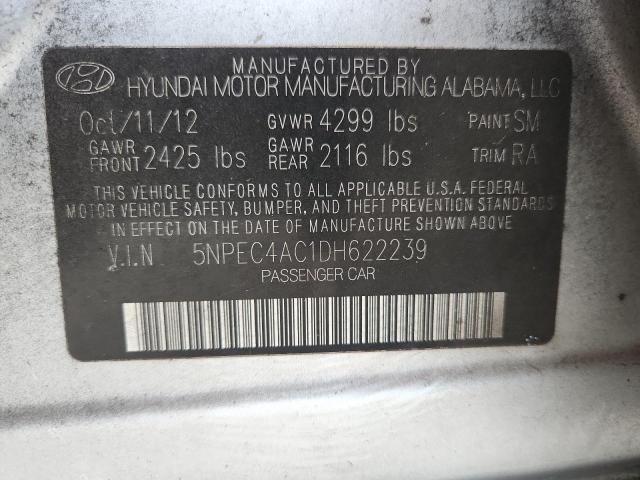 MANUFACTURED BY
HYUNDAI MOTOR MANUFACTURING ALABAMA, LLC
Oct/11/12 GVWR 4299 lbs PAINT SM
GAWR FRONT 2425 lbs GAWR REAR 2116 lbs TRIM RA
THIS VEHICLE CONFORMS TO ALL APPLICABLE U.S.A. FEDERAL
MOTOR VEHICLE SAFETY, BUMPER, AND THEFT PREVENTION STANDARDS
IN EFFECT ON THE DATE OF MANUFACTURE SHOWN ABOVE.
V.I.N 5NPEC4AC1DH622239
PASSENGER CAR